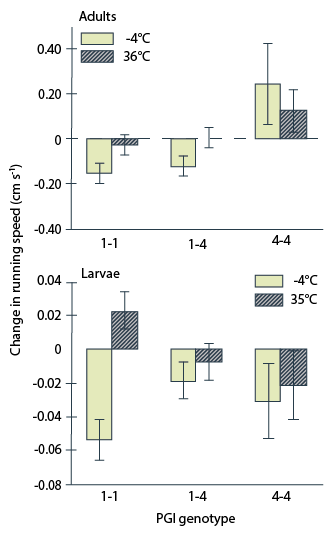 Adults
-4°C
36°C
0.40
0.20
0
-0.20
-0.40
1-1 1-4 4-4
Change in running speed (cm s-1)
Larvae
-4°C
35°C
0.04
0.02
0
-0.02
-0.04
-0.06
-0.08
1-1 1-4 4-4
PGI genotype